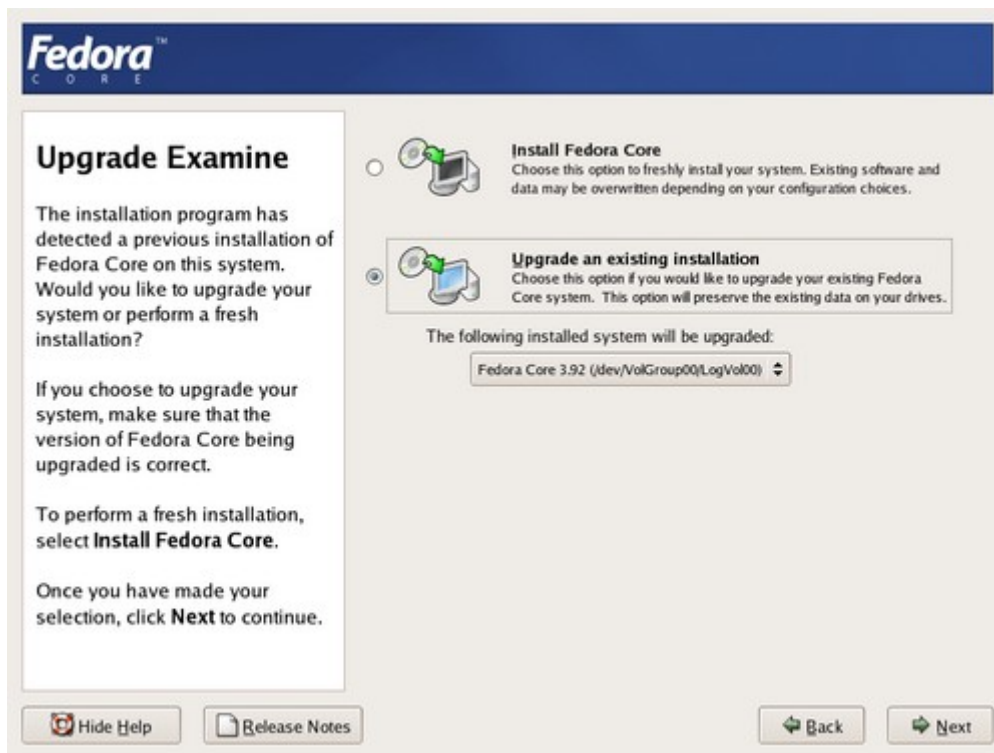 Fedora™
CORE
Upgrade Examine
The installation program has
detected a previous installation of
Fedora Core on this system.
Would you like to upgrade your
system or perform a fresh
installation?
If you choose to upgrade your
system, make sure that the
version of Fedora Core being
upgraded is correct.
To perform a fresh installation,
select Install Fedora Core.
Once you have made your
selection, click Next to continue.
Install Fedora Core
Choose this option to freshly install your system. Existing software and
data may be overwritten depending on your configuration choices.
Upgrade an existing installation
Choose this option if you would like to upgrade your existing Fedora
Core system. This option will preserve the existing data on your drives.
The following installed system will be upgraded:
Fedora Core 3.92 (/dev/VolGroup00/LogVol00)
Hide Help
Release Notes
Back
Next